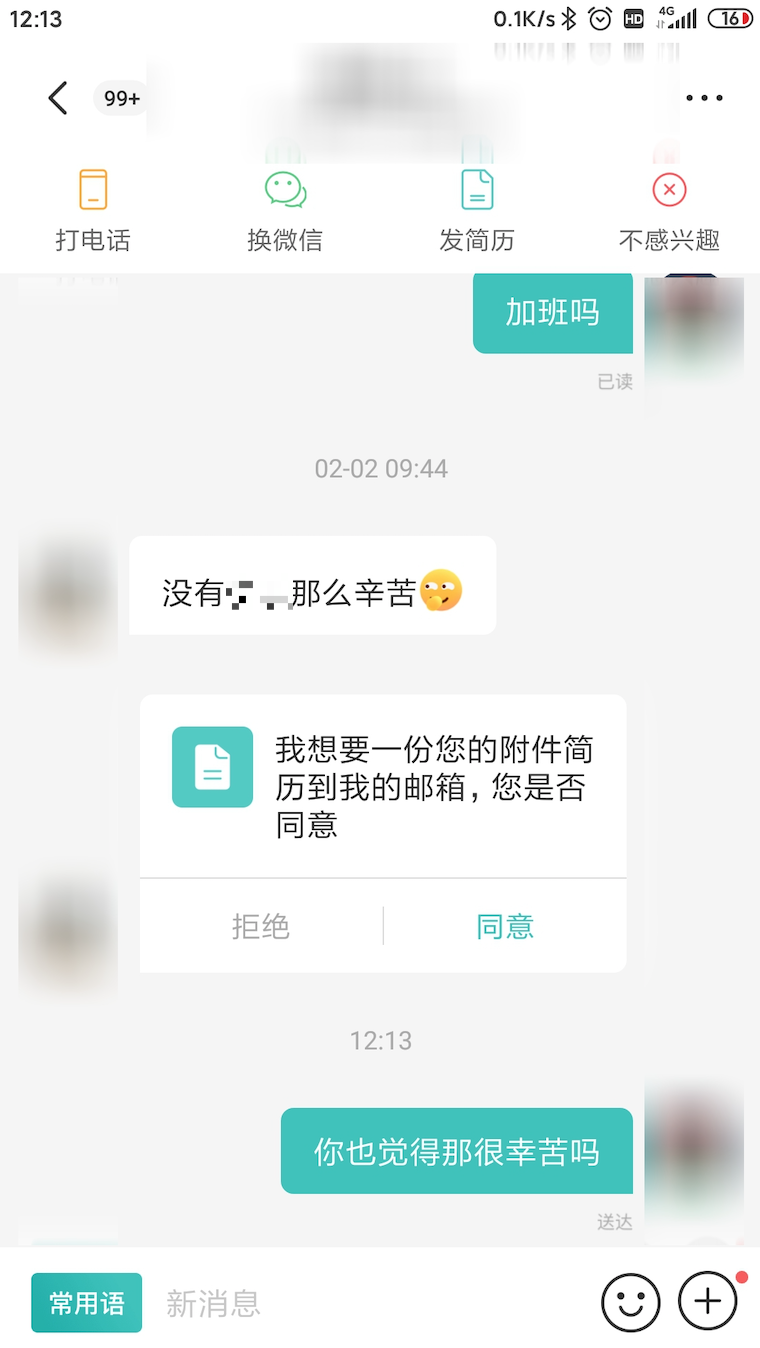 12:13
0.1K/s HD 4G 16
99+
打电话
换微信
发简历
不感兴趣
加班吗
已读
02-02 09:44
没有
那么辛苦
我想要一份您的附件简
历到我的邮箱，您是否
同意
拒绝
同意
12:13
你也觉得那很幸苦吗
送达
常用语
新消息